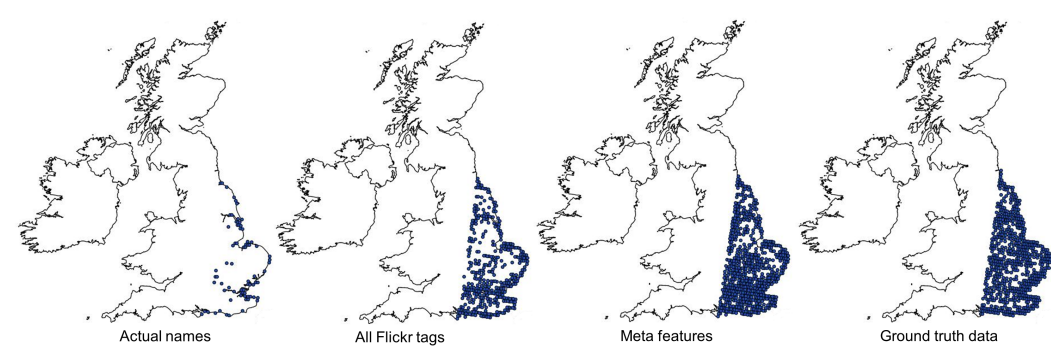 Actual names
All Flickr tags
Meta features
Ground truth data